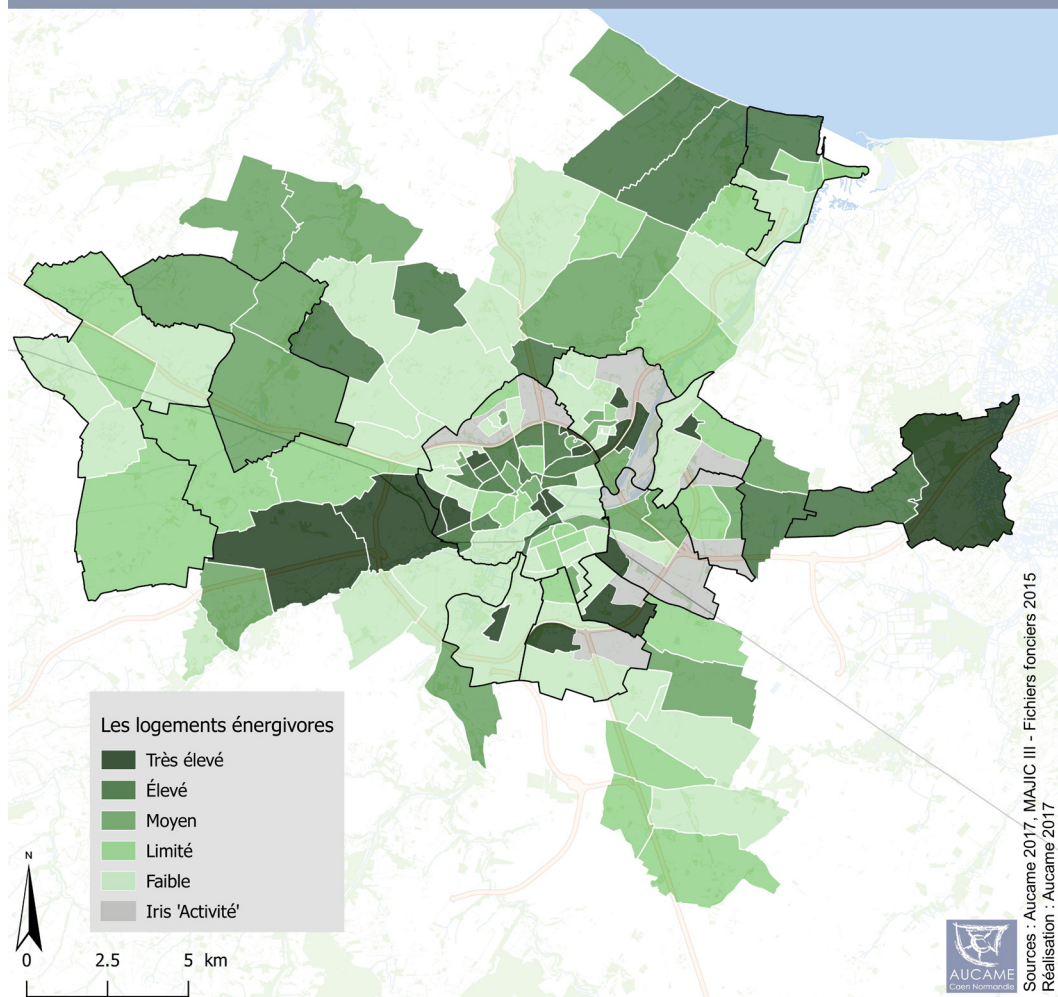 Les logements énergivores
Très élevé
Élevé
Moyen
Limité
Faible
Iris 'Activité'
N
0 2.5 5 km
AUCAME
Caen Normandie
Sources : Aucame 2017, MAJIC III - Fichiers fonciers 2015
Réalisation : Aucame 2017